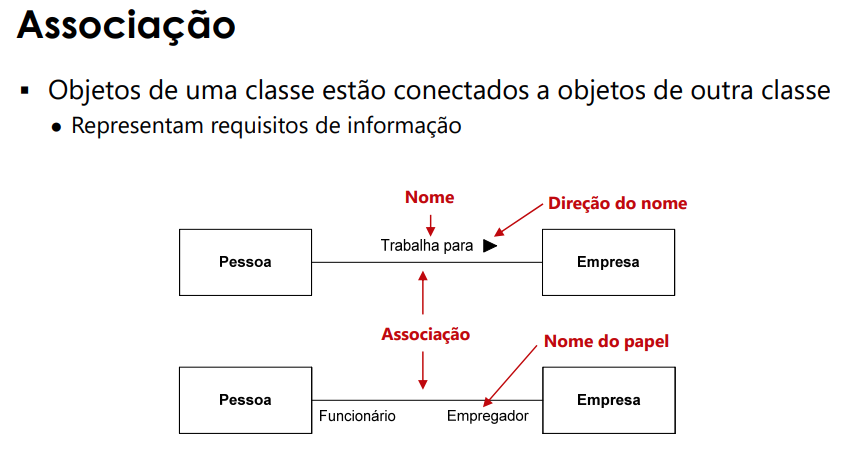 Associação
▪ Objetos de uma classe estão conectados a objetos de outra classe
• Representam requisitos de informação
Nome
Direção do nome
Trabalha para
Pessoa
Empresa
Associação
Nome do papel
Pessoa
Empresa
Funcionário
Empregador